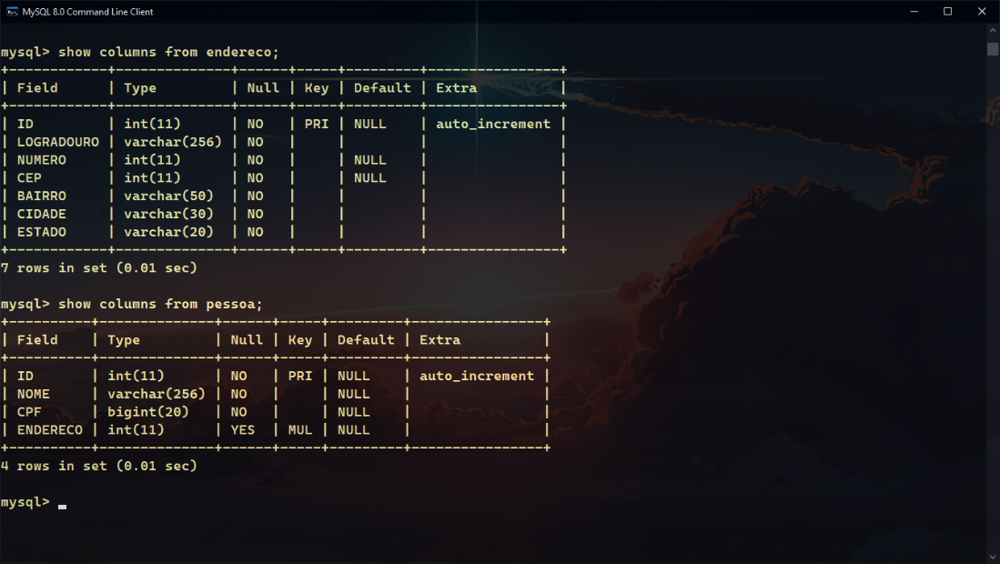 MySQL 8.0 Command Line Client
mysql> show columns from endereco;
+------------+--------------+------+-----+---------+----------------+
| Field      | Type         | Null | Key | Default | Extra          |
+------------+--------------+------+-----+---------+----------------+
| ID         | int(11)      | NO   | PRI | NULL    | auto_increment |
| LOGRADOURO | varchar(256) | NO   |     |         |                |
| NUMERO     | int(11)      | NO   |     | NULL    |                |
| CEP        | int(11)      | NO   |     | NULL    |                |
| BAIRRO     | varchar(50)  | NO   |     |         |                |
| CIDADE     | varchar(30)  | NO   |     |         |                |
| ESTADO     | varchar(20)  | NO   |     |         |                |
+------------+--------------+------+-----+---------+----------------+
7 rows in set (0.01 sec)
mysql> show columns from pessoa;
+----------+--------------+------+-----+---------+----------------+
| Field    | Type         | Null | Key | Default | Extra          |
+----------+--------------+------+-----+---------+----------------+
| ID       | int(11)      | NO   | PRI | NULL    | auto_increment |
| NOME     | varchar(256) | NO   |     | NULL    |                |
| CPF      | bigint(20)   | NO   |     | NULL    |                |
| ENDERECO | int(11)      | YES  | MUL | NULL    |                |
+----------+--------------+------+-----+---------+----------------+
4 rows in set (0.01 sec)
mysql>